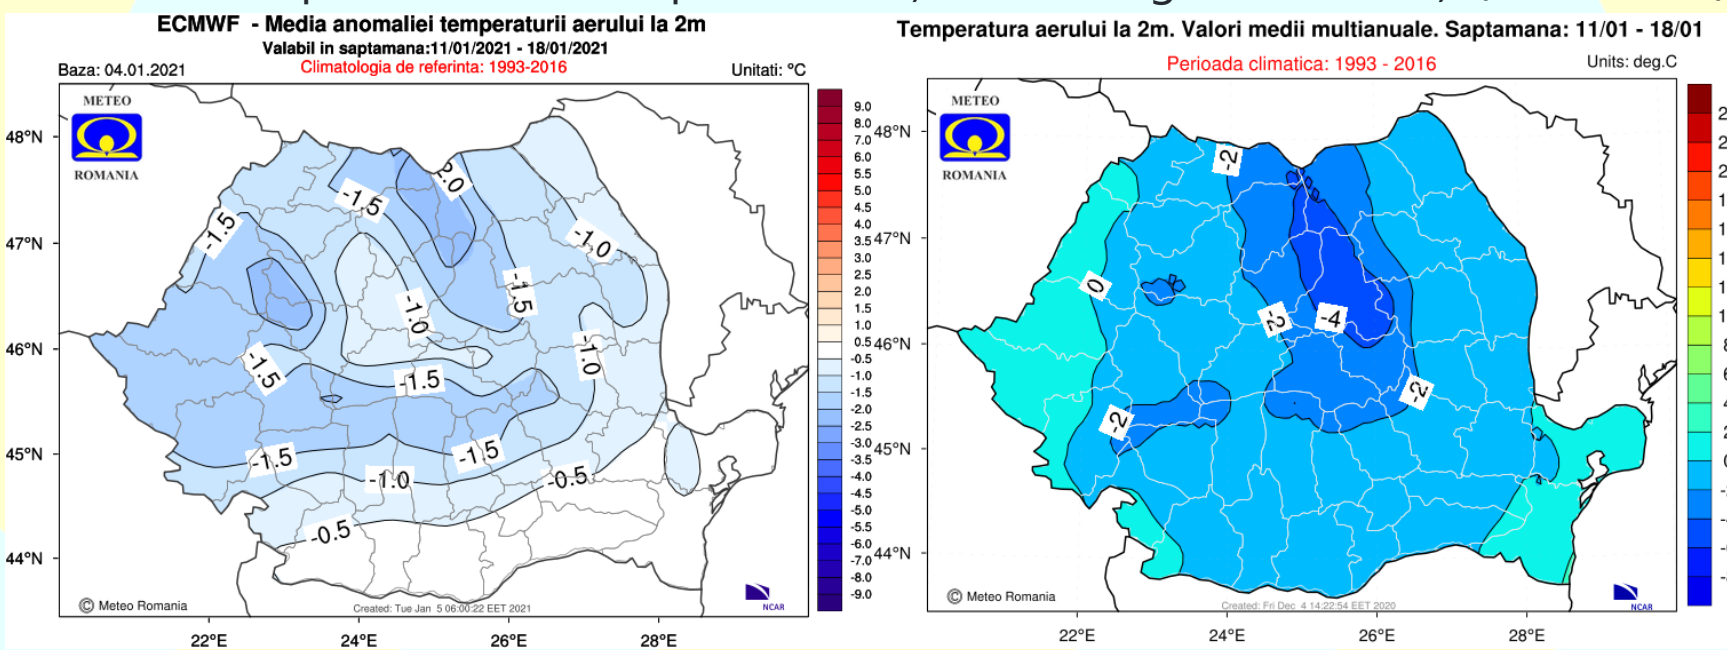 ECMWF - Media anomaliei temperaturii aerului la 2m
Valabil in saptamana:11/01/2021 - 18/01/2021
Baza: 04.01.2021
Climatologia de referinta: 1993-2016
Unitati: °C
METEO
ROMANIA
48°N
47°N
46°N
45°N
44°N
22°E
24°E
26°E
28°E
-1.5
-1.5
2.0
-1.0
-1.5
-1.0
-1.5
-1.5
-1.0
-1.5
-1.5
-1.0
-0.5
-0.5
9.0
8.0
7.0
6.0
5.5
5.0
4.5
4.0
3.5
3.0
2.5
2.0
1.5
1.0
0.5
-0.5
-1.0
-1.5
-2.0
-2.5
-3.0
-3.5
-4.0
-4.5
-5.0
-5.5
-6.0
-7.0
-8.0
-9.0
© Meteo Romania
Created: Tue Jan 5 06:00:22 EET 2021
NCAR
Temperatura aerului la 2m. Valori medii multianuale. Saptamana: 11/01 - 18/01
Perioada climatica: 1993 - 2016
Units: deg.C
METEO
ROMANIA
48°N
47°N
46°N
45°N
44°N
22°E
24°E
26°E
28°E
-2
0
-2
-4
-2
-2
© Meteo Romania
Created: Fri Dec 4 14:22:54 EET 2020
NCAR